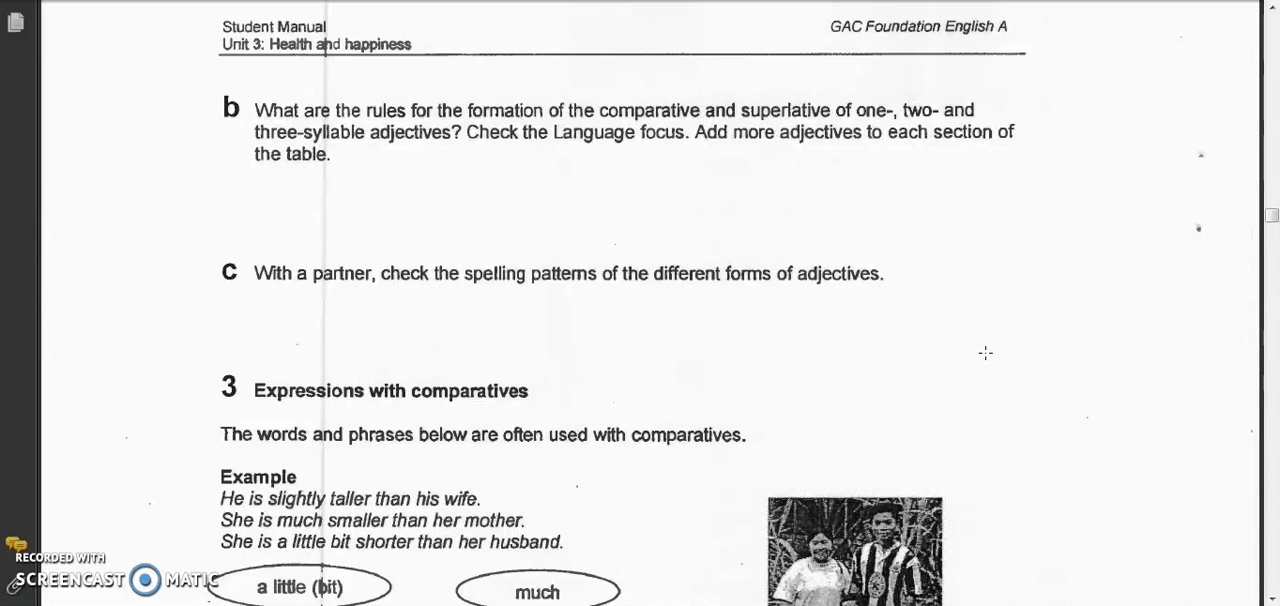 Student Manual
GAC Foundation English A
Unit 3: Health and happiness
b What are the rules for the formation of the comparative and superlative of one-, two- and
three-syllable adjectives? Check the Language focus. Add more adjectives to each section of
the table.
c With a partner, check the spelling patterns of the different forms of adjectives.
3 Expressions with comparatives
The words and phrases below are often used with comparatives.
Example
He is slightly taller than his wife.
She is much smaller than her mother.
She is a little bit shorter than her husband.
a little (bit)
much
RECORDED WITH
SCREENCAST MATIC